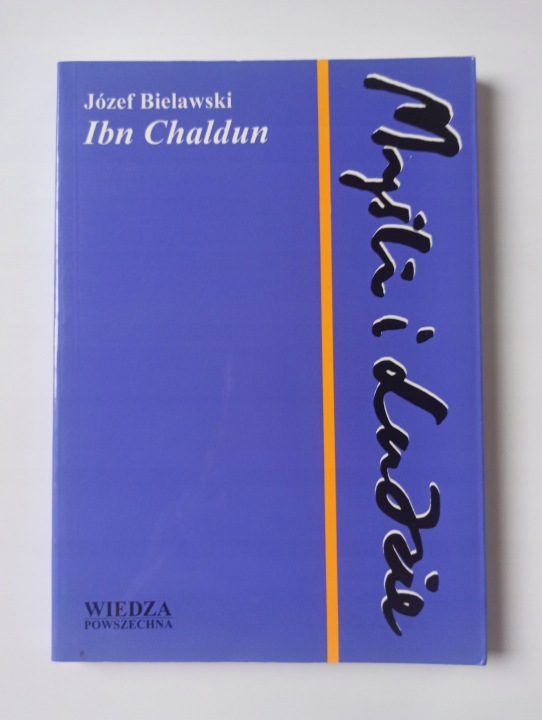 Józef Bielawski
Ibn Chaldun
Myśli i ludzie
WIEDZA
POWSZECHNA